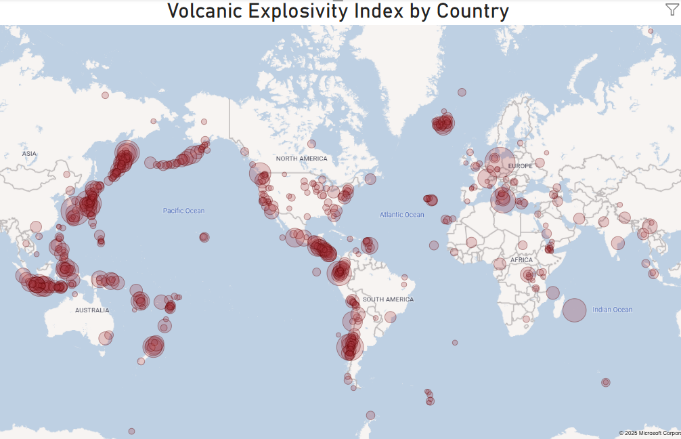 Volcanic Explosivity Index by Country
ASIA
NORTH AMERICA
EUROPE
Pacific Ocean
Atlantic Ocean
AFRICA
SOUTH AMERICA
AUSTRALIA
Indian Ocean
© 2025 Microsoft Corpor